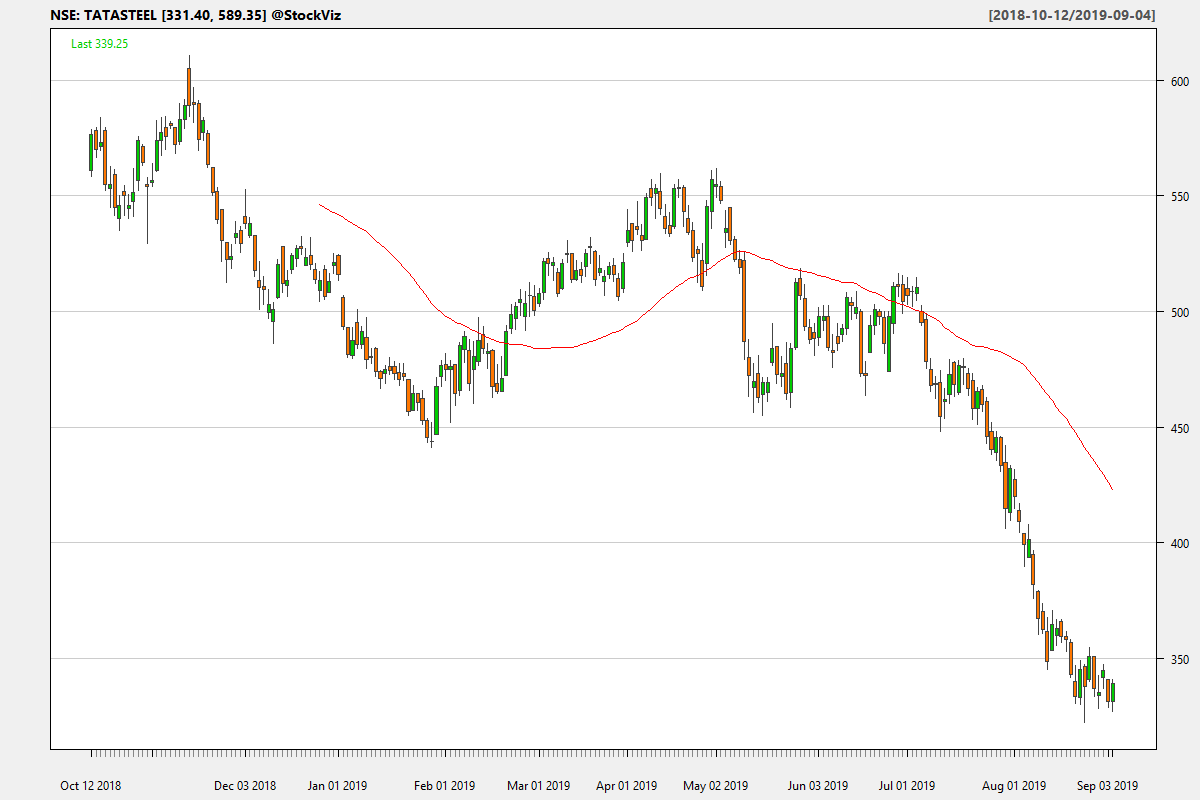 NSE: TATASTEEL [331.40, 589.35] @StockViz [2018-10-12/2019-09-04]
Last 339.25
600
550
500
450
400
350
Oct 12 2018 Dec 03 2018 Jan 01 2019 Feb 01 2019 Mar 01 2019 Apr 01 2019 May 02 2019 Jun 03 2019 Jul 01 2019 Aug 01 2019 Sep 03 2019